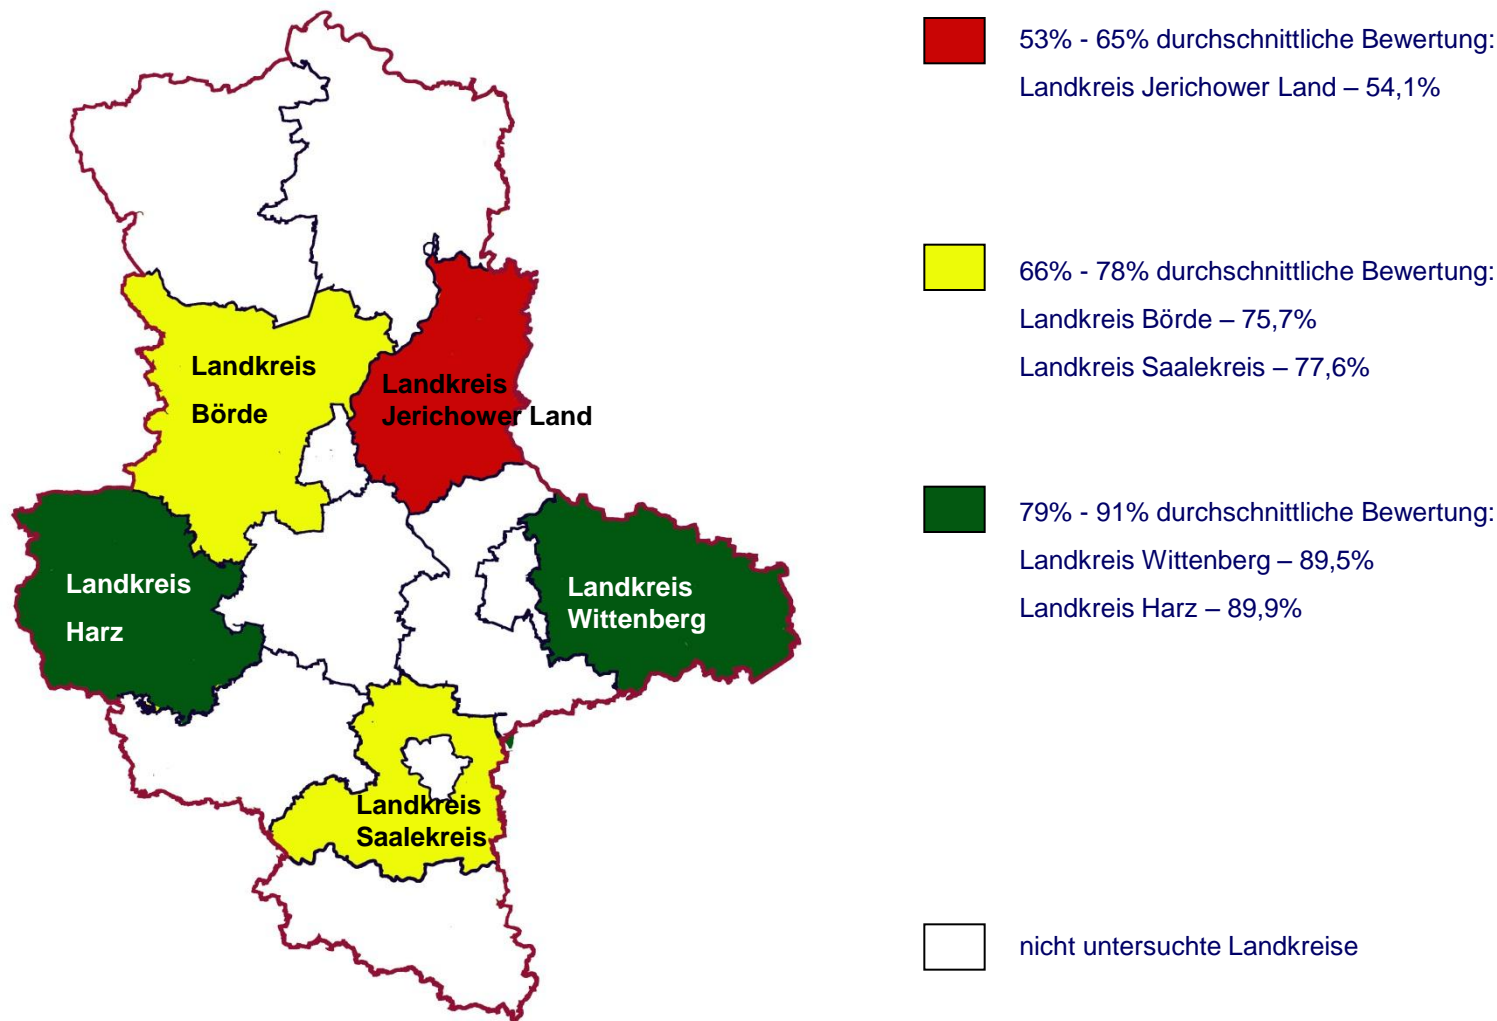 Landkreis
Börde
Landkreis
Jerichower Land
Landkreis
Harz
Landkreis
Wittenberg
Landkreis
Saalekreis
53% - 65% durchschnittliche Bewertung:
Landkreis Jerichower Land – 54,1%
66% - 78% durchschnittliche Bewertung:
Landkreis Börde – 75,7%
Landkreis Saalekreis – 77,6%
79% - 91% durchschnittliche Bewertung:
Landkreis Wittenberg – 89,5%
Landkreis Harz – 89,9%
nicht untersuchte Landkreise